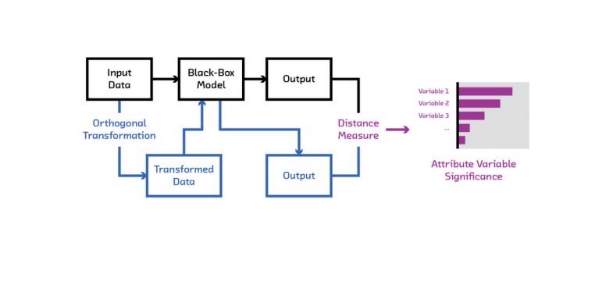 Input
Data
Black-Box
Model
Output
Orthogonal
Transformation
Transformed
Data
Output
Distance
Measure
Variable 1
Variable 2
Variable 3
...
Attribute Variable
Significance